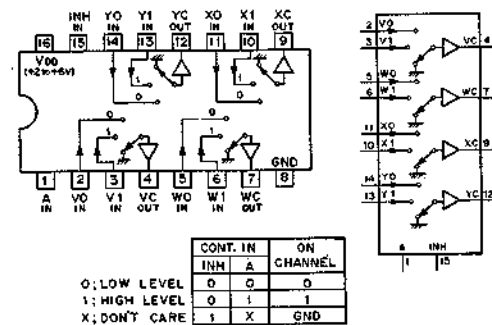 INH YO Y1 YC XO X1 XC
IN IN IN OUT IN IN OUT
16 15 14 13 12 11 10 9
VDD
(+2to+6V)
1 1
0 0
0 0
1 1
GND
1 2 3 4 5 6 7 8
A VO V1 VC WO W1 WC
IN IN IN OUT IN IN OUT
2 VO
3 V1 VC 4
5 WO
6 W1 WC 7
11 XO
10 X1 XC 9
14 YO
13 Y1 YC 12
A INH
1 15
CONT. IN ON
INH A CHANNEL
0; LOW LEVEL 0 0 0
1; HIGH LEVEL 0 1 1
X; DON'T CARE 1 X GND